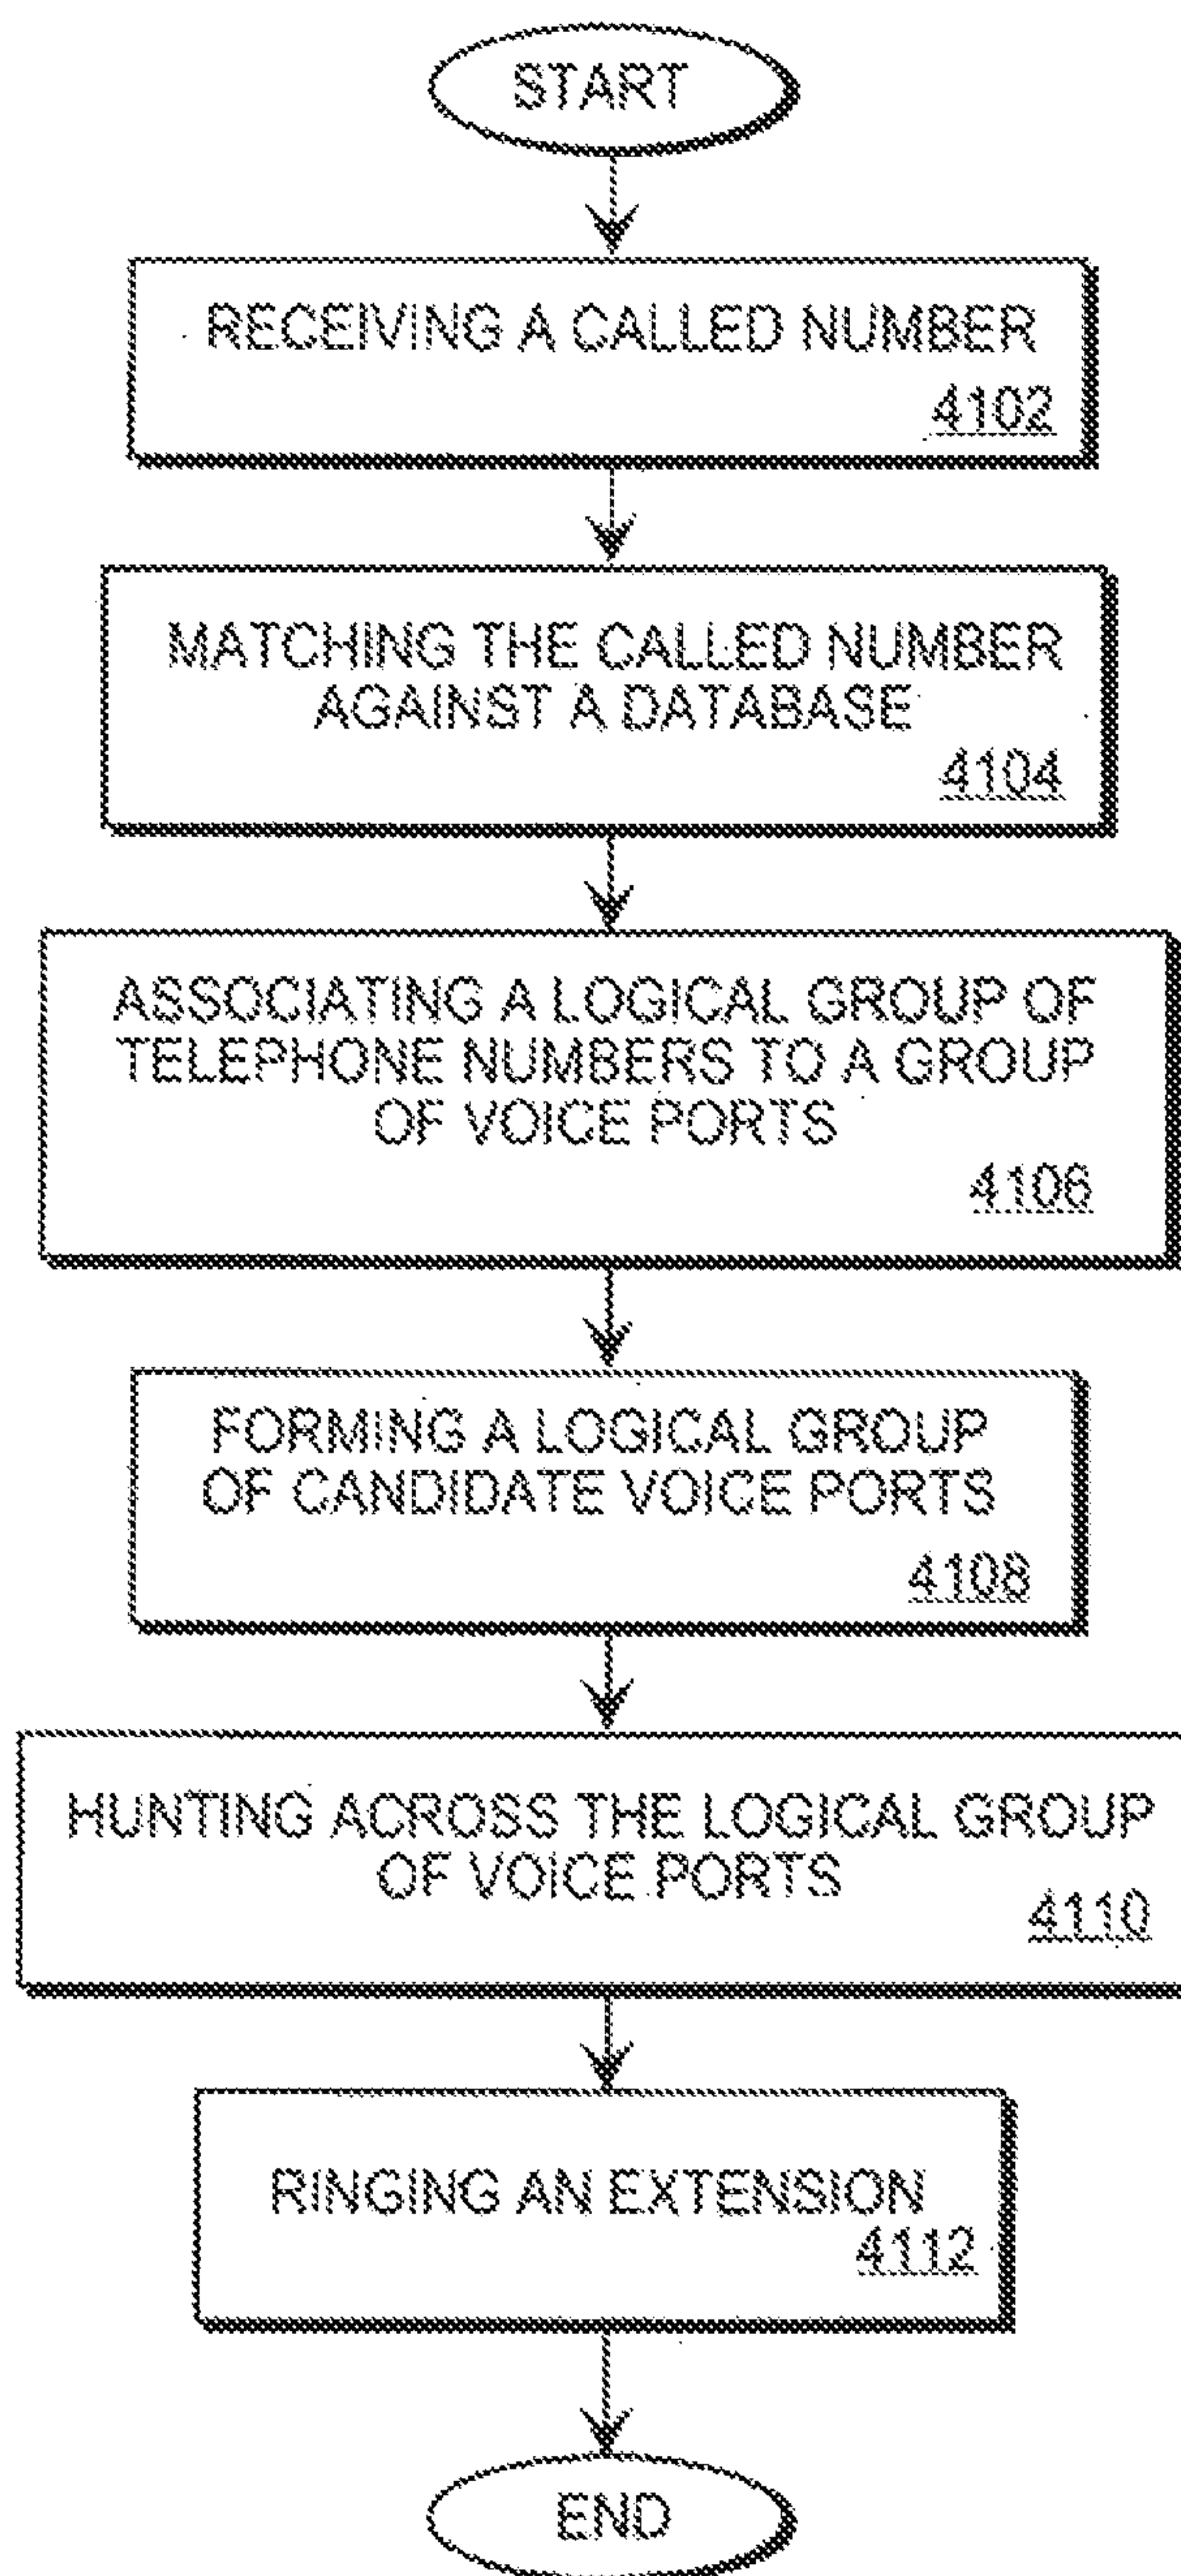 START
RECEIVING A CALLED NUMBER
4102
MATCHING THE CALLED NUMBER
AGAINST A DATABASE
4104
ASSOCIATING A LOGICAL GROUP OF
TELEPHONE NUMBERS TO A GROUP
OF VOICE PORTS
4106
FORMING A LOGICAL GROUP
OF CANDIDATE VOICE PORTS
4108
HUNTING ACROSS THE LOGICAL GROUP
OF VOICE PORTS
4110
RINGING AN EXTENSION
4112
END